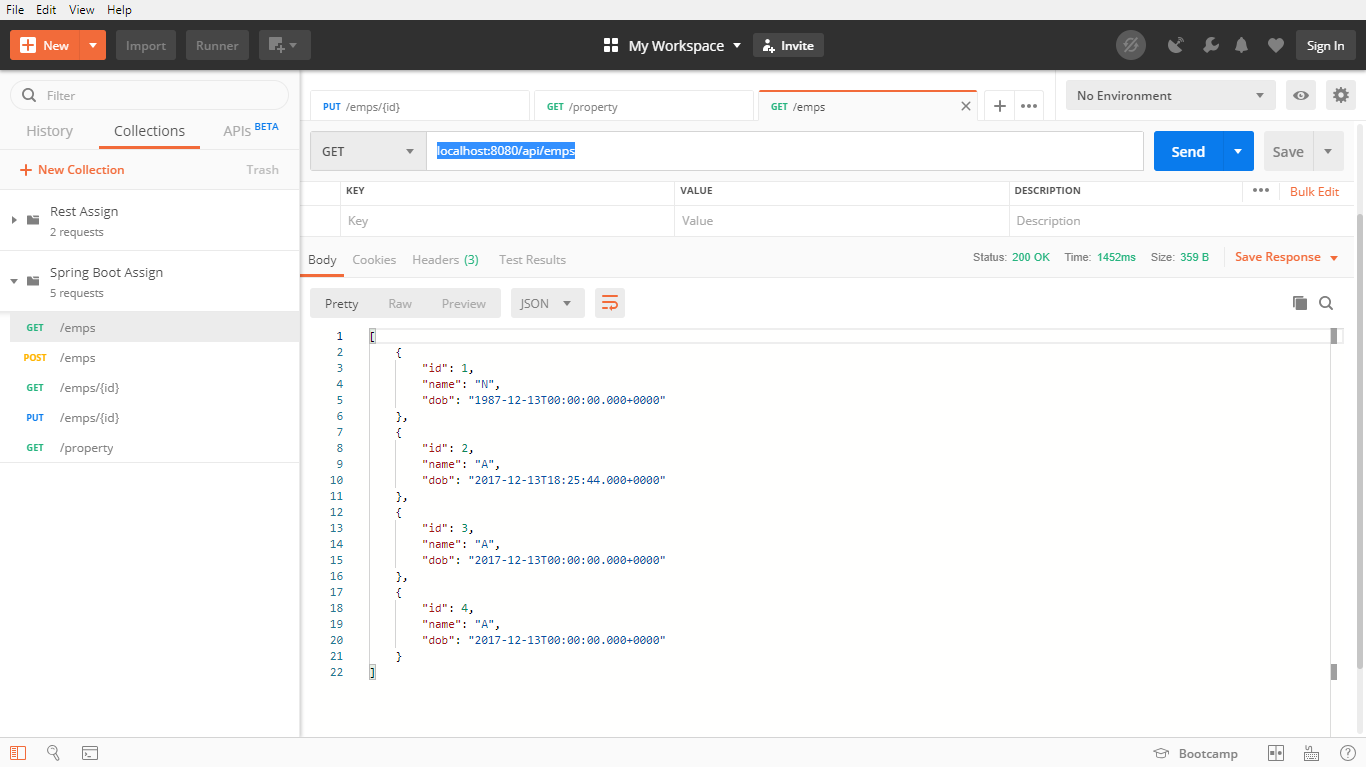 File Edit View Help
New Import Runner My Workspace Invite Sign In
Filter
History Collections APIs BETA
New Collection Trash
Rest Assign
2 requests
Spring Boot Assign
5 requests
GET /emps
POST /emps
GET /emps/{id}
PUT /emps/{id}
GET /property
PUT /emps/{id} GET /property GET /emps No Environment
GET localhost:8080/api/emps Send Save
KEY VALUE DESCRIPTION Bulk Edit
Key Value Description
Body Cookies Headers (3) Test Results Status: 200 OK Time: 1452ms Size: 359 B Save Response
Pretty Raw Preview JSON
1 [
2 {
3 "id": 1,
4 "name": "N",
5 "dob": "1987-12-13T00:00:00.000+0000"
6 },
7 {
8 "id": 2,
9 "name": "A",
10 "dob": "2017-12-13T18:25:44.000+0000"
11 },
12 {
13 "id": 3,
14 "name": "A",
15 "dob": "2017-12-13T00:00:00.000+0000"
16 },
17 {
18 "id": 4,
19 "name": "A",
20 "dob": "2017-12-13T00:00:00.000+0000"
21 }
22 ]
Bootcamp